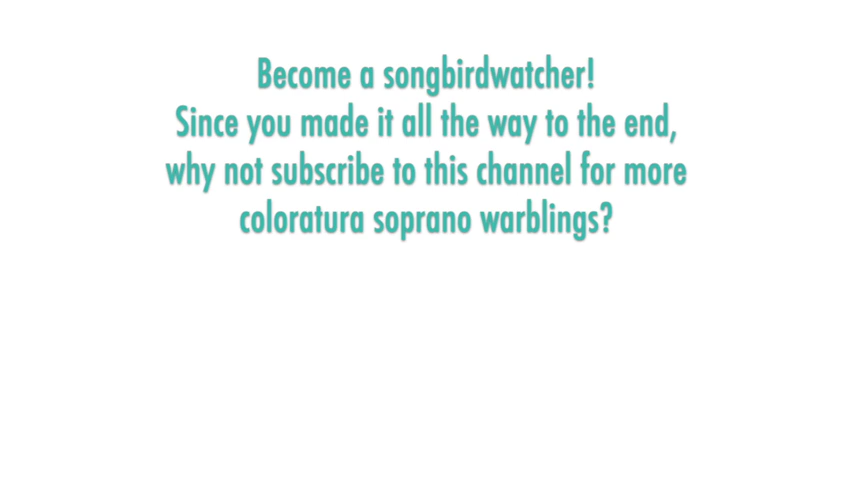 Become a songbirdwatcher!
Since you made it all the way to the end,
why not subscribe to this channel for more
coloratura soprano warblings?